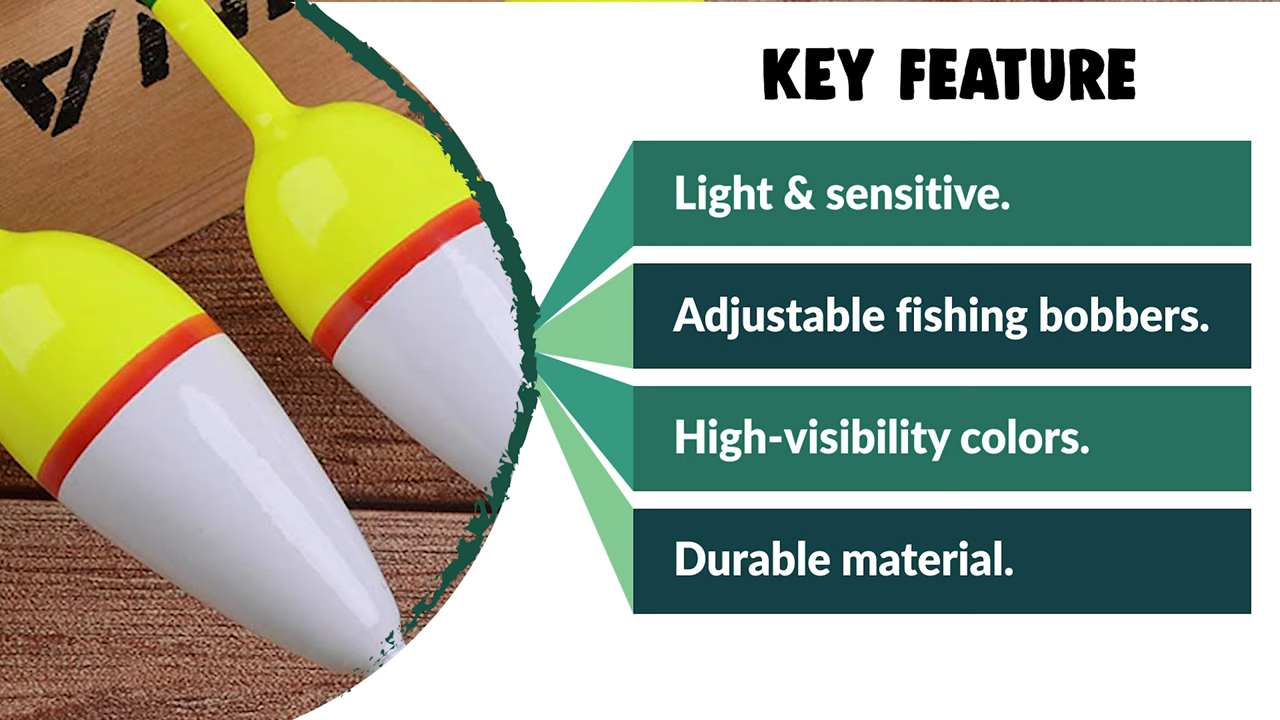 KEY FEATURE
Light & sensitive.
Adjustable fishing bobbers.
High-visibility colors.
Durable material.